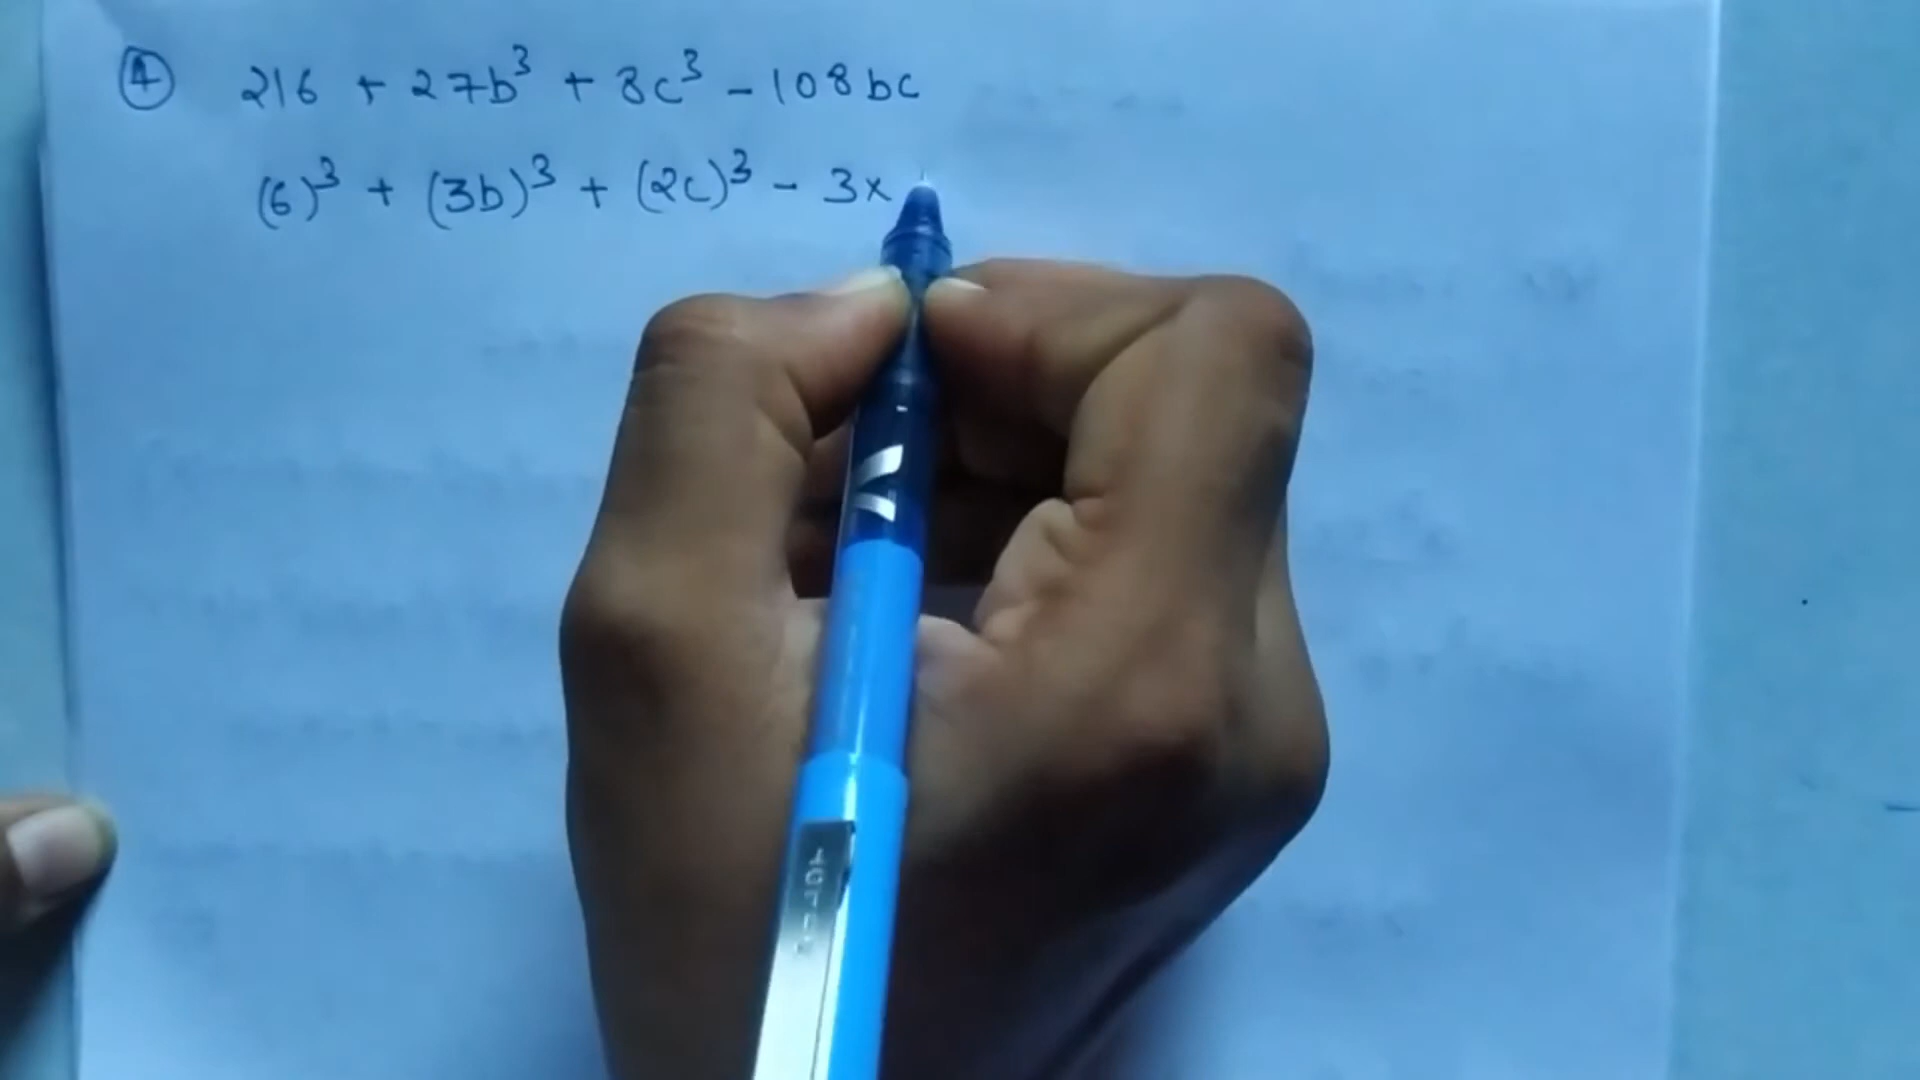 ④ 216 + 27b³ + 8c³ - 108bc
(6)³ + (3b)³ + (2c)³ - 3x
V